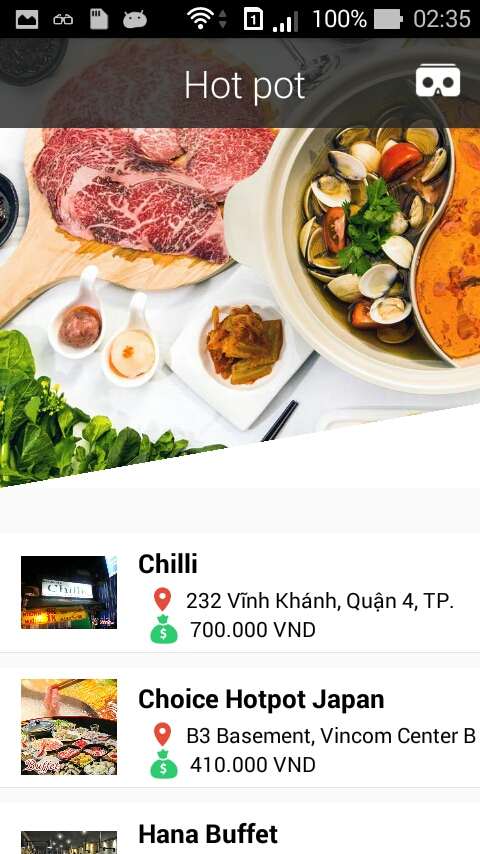 100% 02:35
Hot pot
Chilli
232 Vĩnh Khánh, Quận 4, TP.
700.000 VND
Choice Hotpot Japan
B3 Basement, Vincom Center B
410.000 VND
Hana Buffet